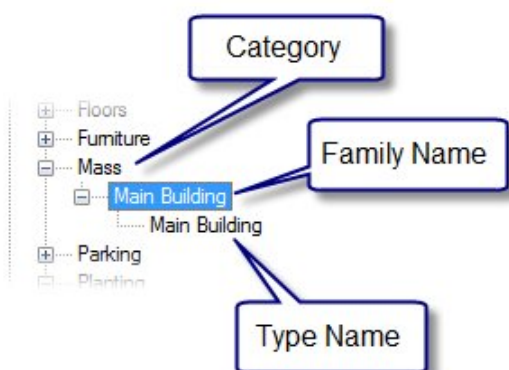 Category
Floors
Furniture
Mass
Family Name
Main Building
Main Building
Parking
Planting
Type Name